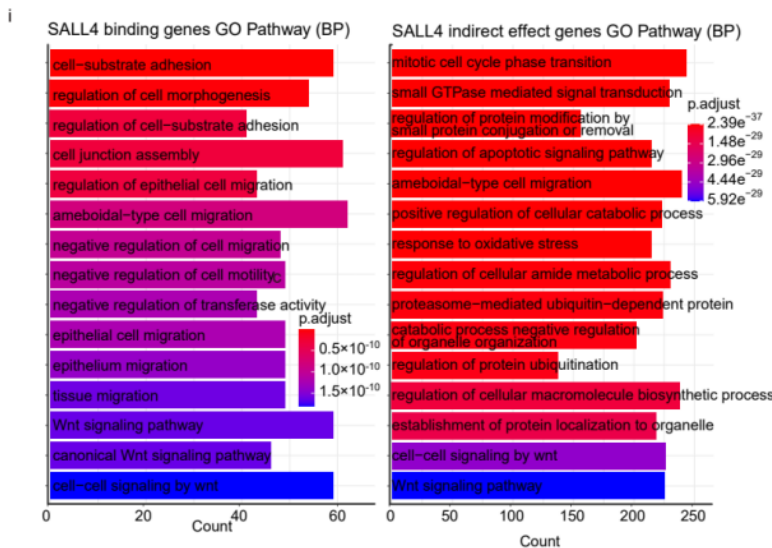 i
SALL4 binding genes GO Pathway (BP)
cell-substrate adhesion
regulation of cell morphogenesis
regulation of cell-substrate adhesion
cell junction assembly
regulation of epithelial cell migration
ameboidal-type cell migration
negative regulation of cell migration
negative regulation of cell motilityC
negative regulation of transferase activity
epithelial cell migration
epithelium migration
tissue migration
Wnt signaling pathway
canonical Wnt signaling pathway
cell-cell signaling by wnt
p.adjust
0.5×10⁻¹⁰
1.0×10⁻¹⁰
1.5×10⁻¹⁰
0 20 40 60
Count
SALL4 indirect effect genes GO Pathway (BP)
mitotic cell cycle phase transition
small GTPase mediated signal transduction
regulation of protein modification by
small protein conjugation or removal
regulation of apoptotic signaling pathway
ameboidal-type cell migration
positive regulation of cellular catabolic process
response to oxidative stress
regulation of cellular amide metabolic process
proteasome-mediated ubiquitin-dependent protein
catabolic process negative regulation
of organelle organization
regulation of protein ubiquitination
regulation of cellular macromolecule biosynthetic process
establishment of protein localization to organelle
cell-cell signaling by wnt
Wnt signaling pathway
p.adjust
2.39e⁻³⁷
1.48e⁻²⁹
2.96e⁻²⁹
4.44e⁻²⁹
5.92e⁻²⁹
0 50 100 150 200 250
Count